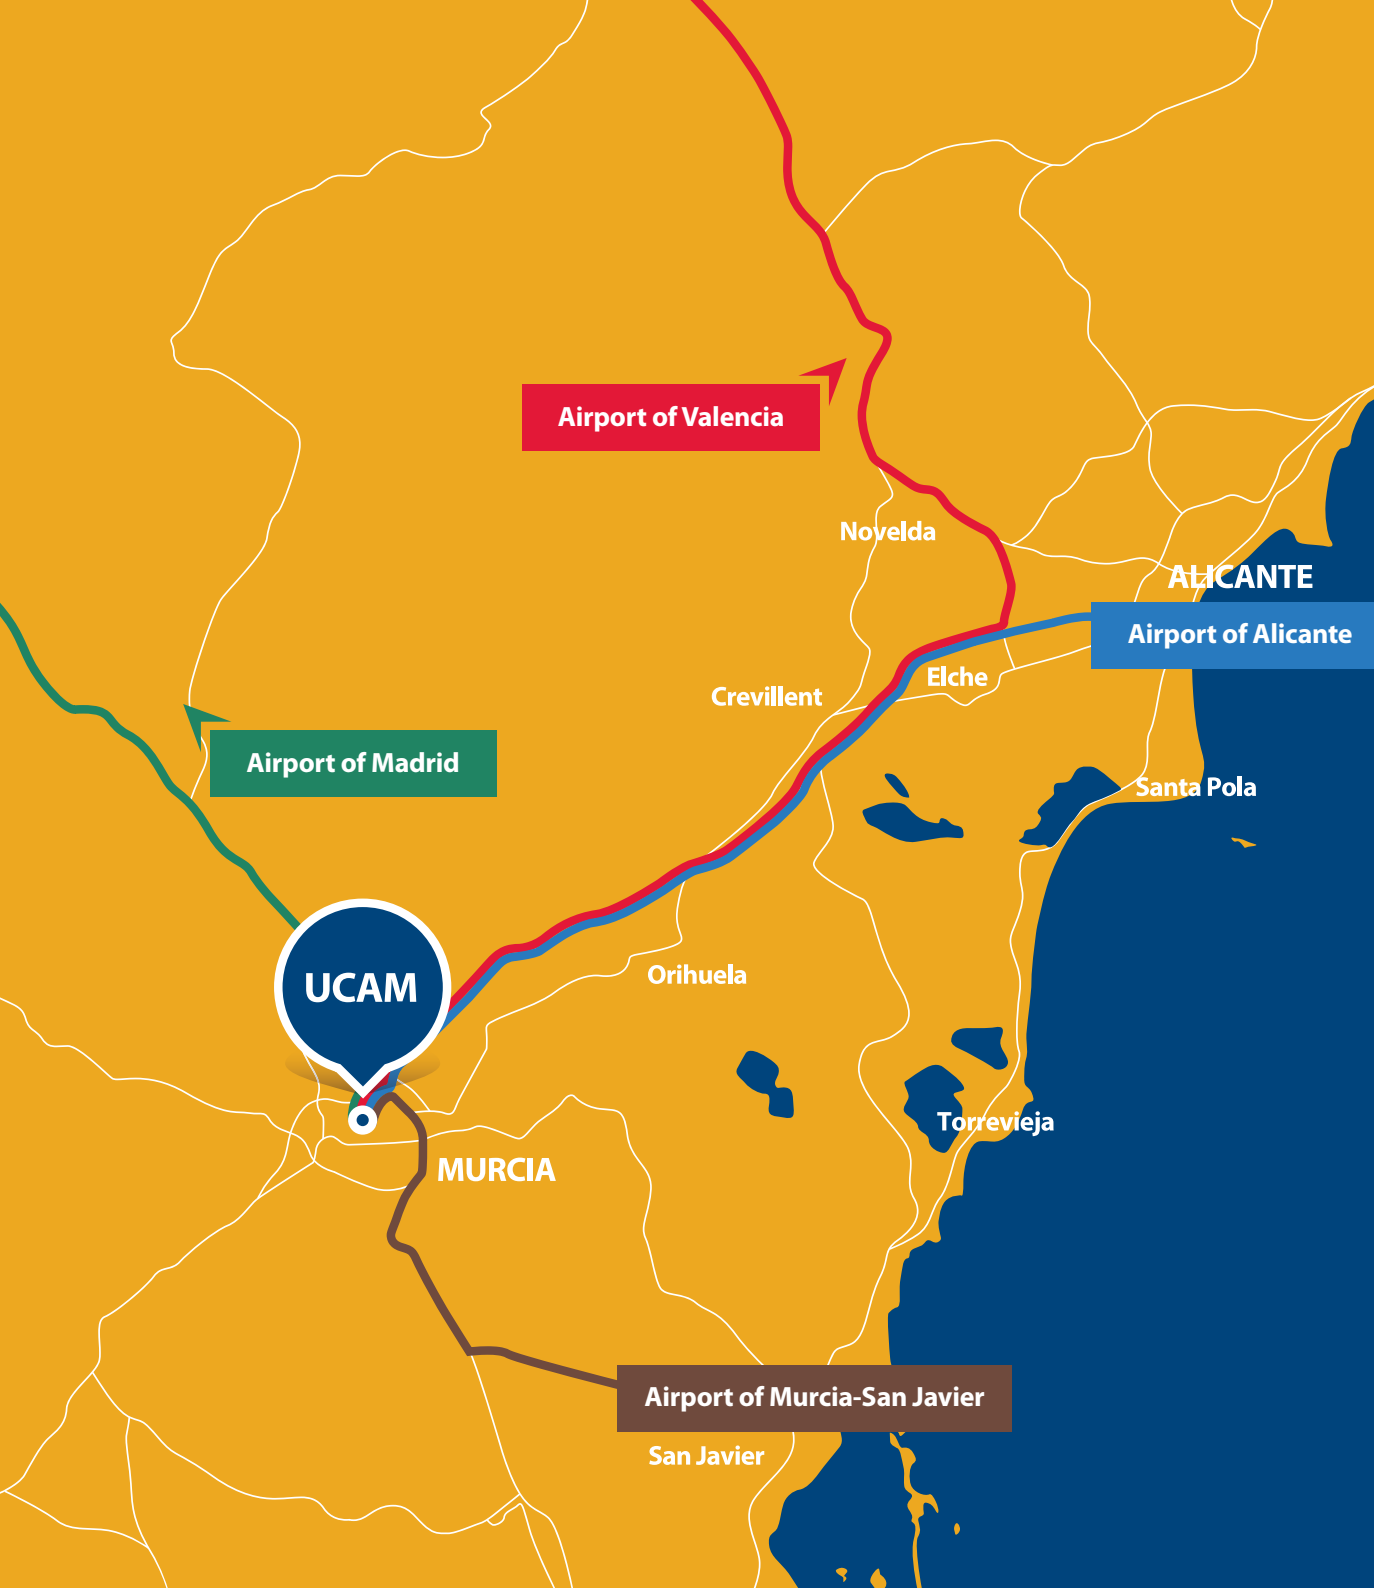 Airport of Valencia
Novelda
ALICANTE
Airport of Alicante
Elche
Crevillent
Airport of Madrid
Santa Pola
UCAM
Orihuela
Torrevieja
MURCIA
Airport of Murcia-San Javier
San Javier